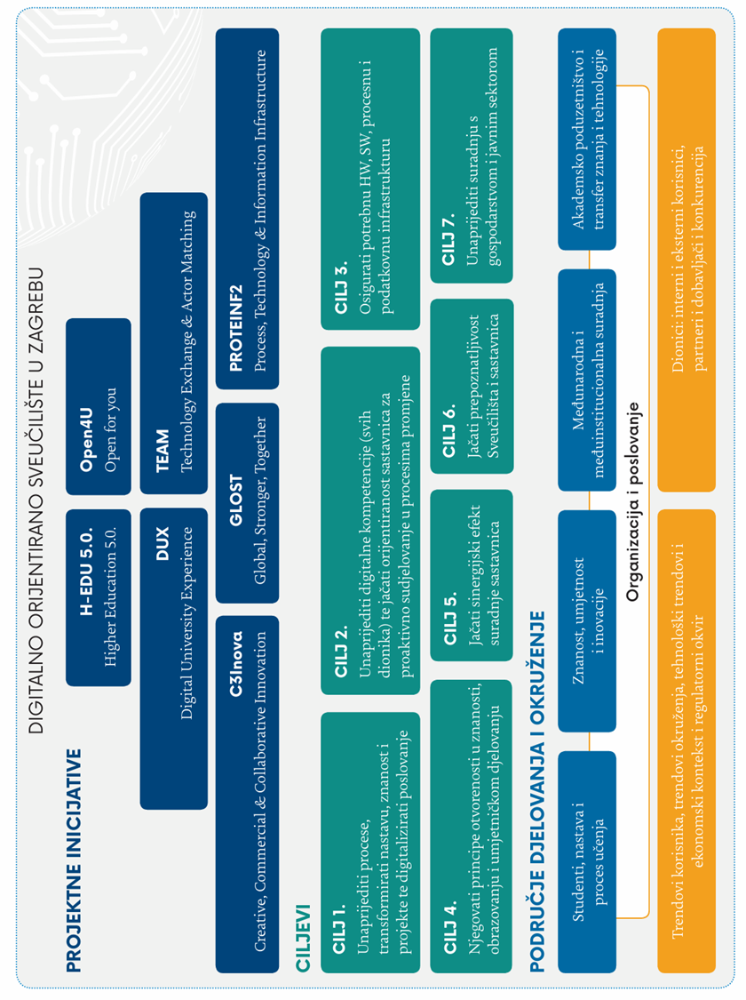 DIGITALNO ORIJENTIRANO SVEUČILIŠTE U ZAGREBU
PROJEKTNE INICIJATIVE
H-EDU 5.0.
Higher Education 5.0.
Open4U
Open for you
DUX
Digital University Experience
TEAM
Technology Exchange & Actor Matching
C3Inova
Creative, Commercial & Collaborative Innovation
GLOST
Global, Stronger, Together
PROTEINF2
Process, Technology & Information Infrastructure
CILJEVI
CILJ 1.
Unaprijediti procese,
transformirati nastavu, znanost i
projekte te digitalizirati poslovanje
CILJ 2.
Unaprijediti digitalne kompetencije (svih
dionika) te jačati orijentiranost sastavnica za
proaktivno sudjelovanje u procesima promjene
CILJ 3.
Osigurati potrebnu HW, SW, procesnu i
podatkovnu infrastrukturu
CILJ 4.
Njegovati principe otvorenosti u znanosti,
obrazovanju i umjetničkom djelovanju
CILJ 5.
Jačati sinergijski efekt
suradnje sastavnica
CILJ 6.
Jačati prepoznatljivost
Sveučilišta i sastavnica
CILJ 7.
Unaprijediti suradnju s
gospodarstvom i javnim sektorom
PODRUČJE DJELOVANJA I OKRUŽENJE
Studenti, nastava i
proces učenja
Znanost, umjetnost
i inovacije
Međunarodna i
međuinstitucionalna suradnja
Akademsko poduzetništvo i
transfer znanja i tehnologije
Organizacija i poslovanje
Trendovi korisnika, trendovi okruženja, tehnološki trendovi i
ekonomski kontekst i regulatorni okvir
Dionici: interni i eksterni korisnici,
partneri i dobavljači i konkurencija